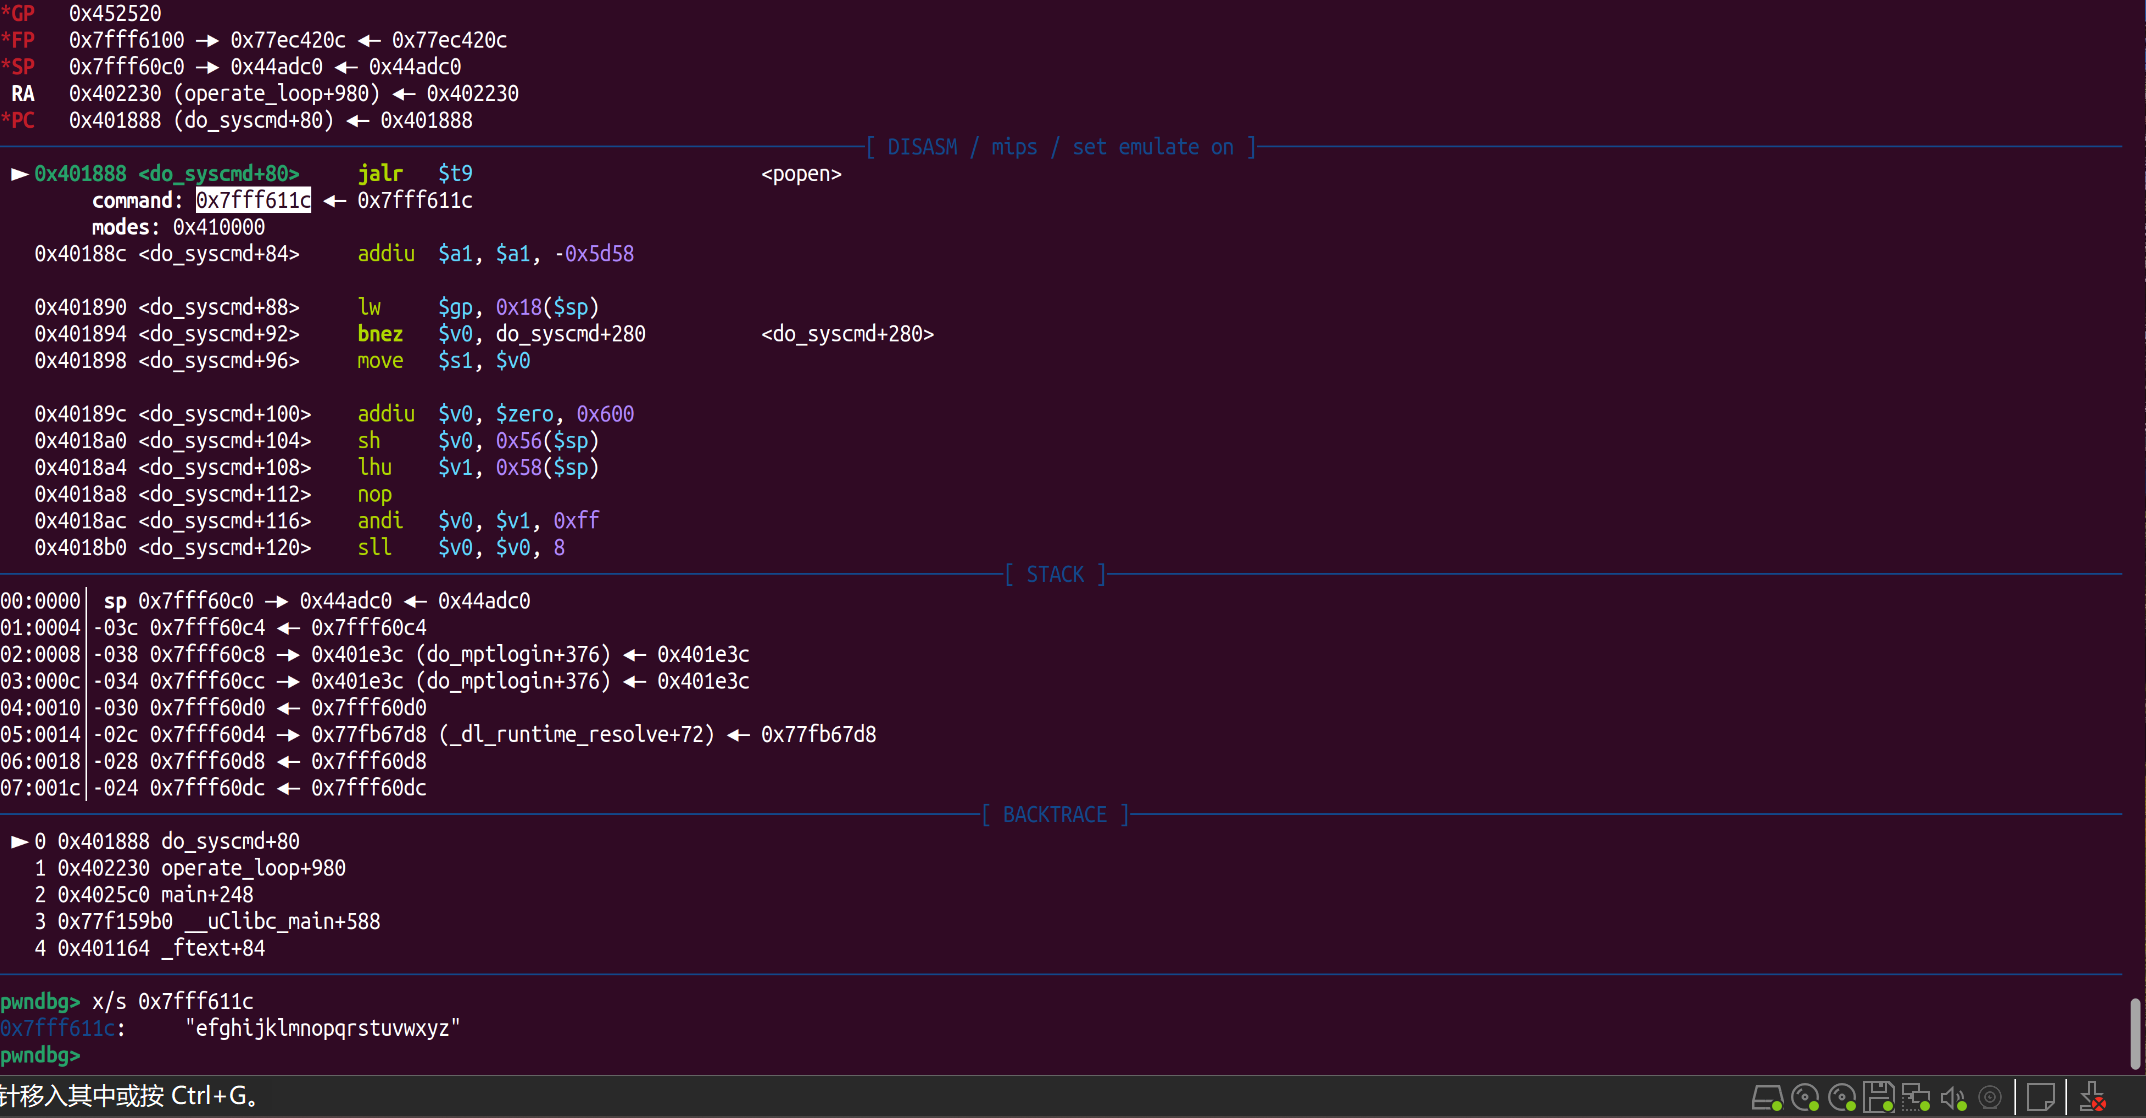 *GP 0x452520
*FP 0x7fff6100 —▸ 0x77ec420c ◂— 0x77ec420c
*SP 0x7fff60c0 —▸ 0x44adc0 ◂— 0x44adc0
RA 0x402230 (operate_loop+980) ◂— 0x402230
*PC 0x401888 (do_syscmd+80) ◂— 0x401888
[ DISASM / mips / set emulate on ]
► 0x401888 <do_syscmd+80> jalr $t9 <popen>
command: 0x7fff611c ◂— 0x7fff611c
modes: 0x410000
0x40188c <do_syscmd+84> addiu $a1, $a1, -0x5d58
0x401890 <do_syscmd+88> lw $gp, 0x18($sp)
0x401894 <do_syscmd+92> bnez $v0, do_syscmd+280 <do_syscmd+280>
0x401898 <do_syscmd+96> move $s1, $v0
0x40189c <do_syscmd+100> addiu $v0, $zero, 0x600
0x4018a0 <do_syscmd+104> sh $v0, 0x56($sp)
0x4018a4 <do_syscmd+108> lhu $v1, 0x58($sp)
0x4018a8 <do_syscmd+112> nop
0x4018ac <do_syscmd+116> andi $v0, $v1, 0xff
0x4018b0 <do_syscmd+120> sll $v0, $v0, 8
[ STACK ]
00:0000│ sp 0x7fff60c0 —▸ 0x44adc0 ◂— 0x44adc0
01:0004│-03c 0x7fff60c4 ◂— 0x7fff60c4
02:0008│-038 0x7fff60c8 —▸ 0x401e3c (do_mptlogin+376) ◂— 0x401e3c
03:000c│-034 0x7fff60cc —▸ 0x401e3c (do_mptlogin+376) ◂— 0x401e3c
04:0010│-030 0x7fff60d0 ◂— 0x7fff60d0
05:0014│-02c 0x7fff60d4 —▸ 0x77fb67d8 (_dl_runtime_resolve+72) ◂— 0x77fb67d8
06:0018│-028 0x7fff60d8 ◂— 0x7fff60d8
07:001c│-024 0x7fff60dc ◂— 0x7fff60dc
[ BACKTRACE ]
► 0 0x401888 do_syscmd+80
1 0x402230 operate_loop+980
2 0x4025c0 main+248
3 0x77f159b0 __uClibc_main+588
4 0x401164 _ftext+84
pwndbg> x/s 0x7fff611c
0x7fff611c: "efghijklmnopqrstuvwxyz"
pwndbg>
针移入其中或按 Ctrl+G。